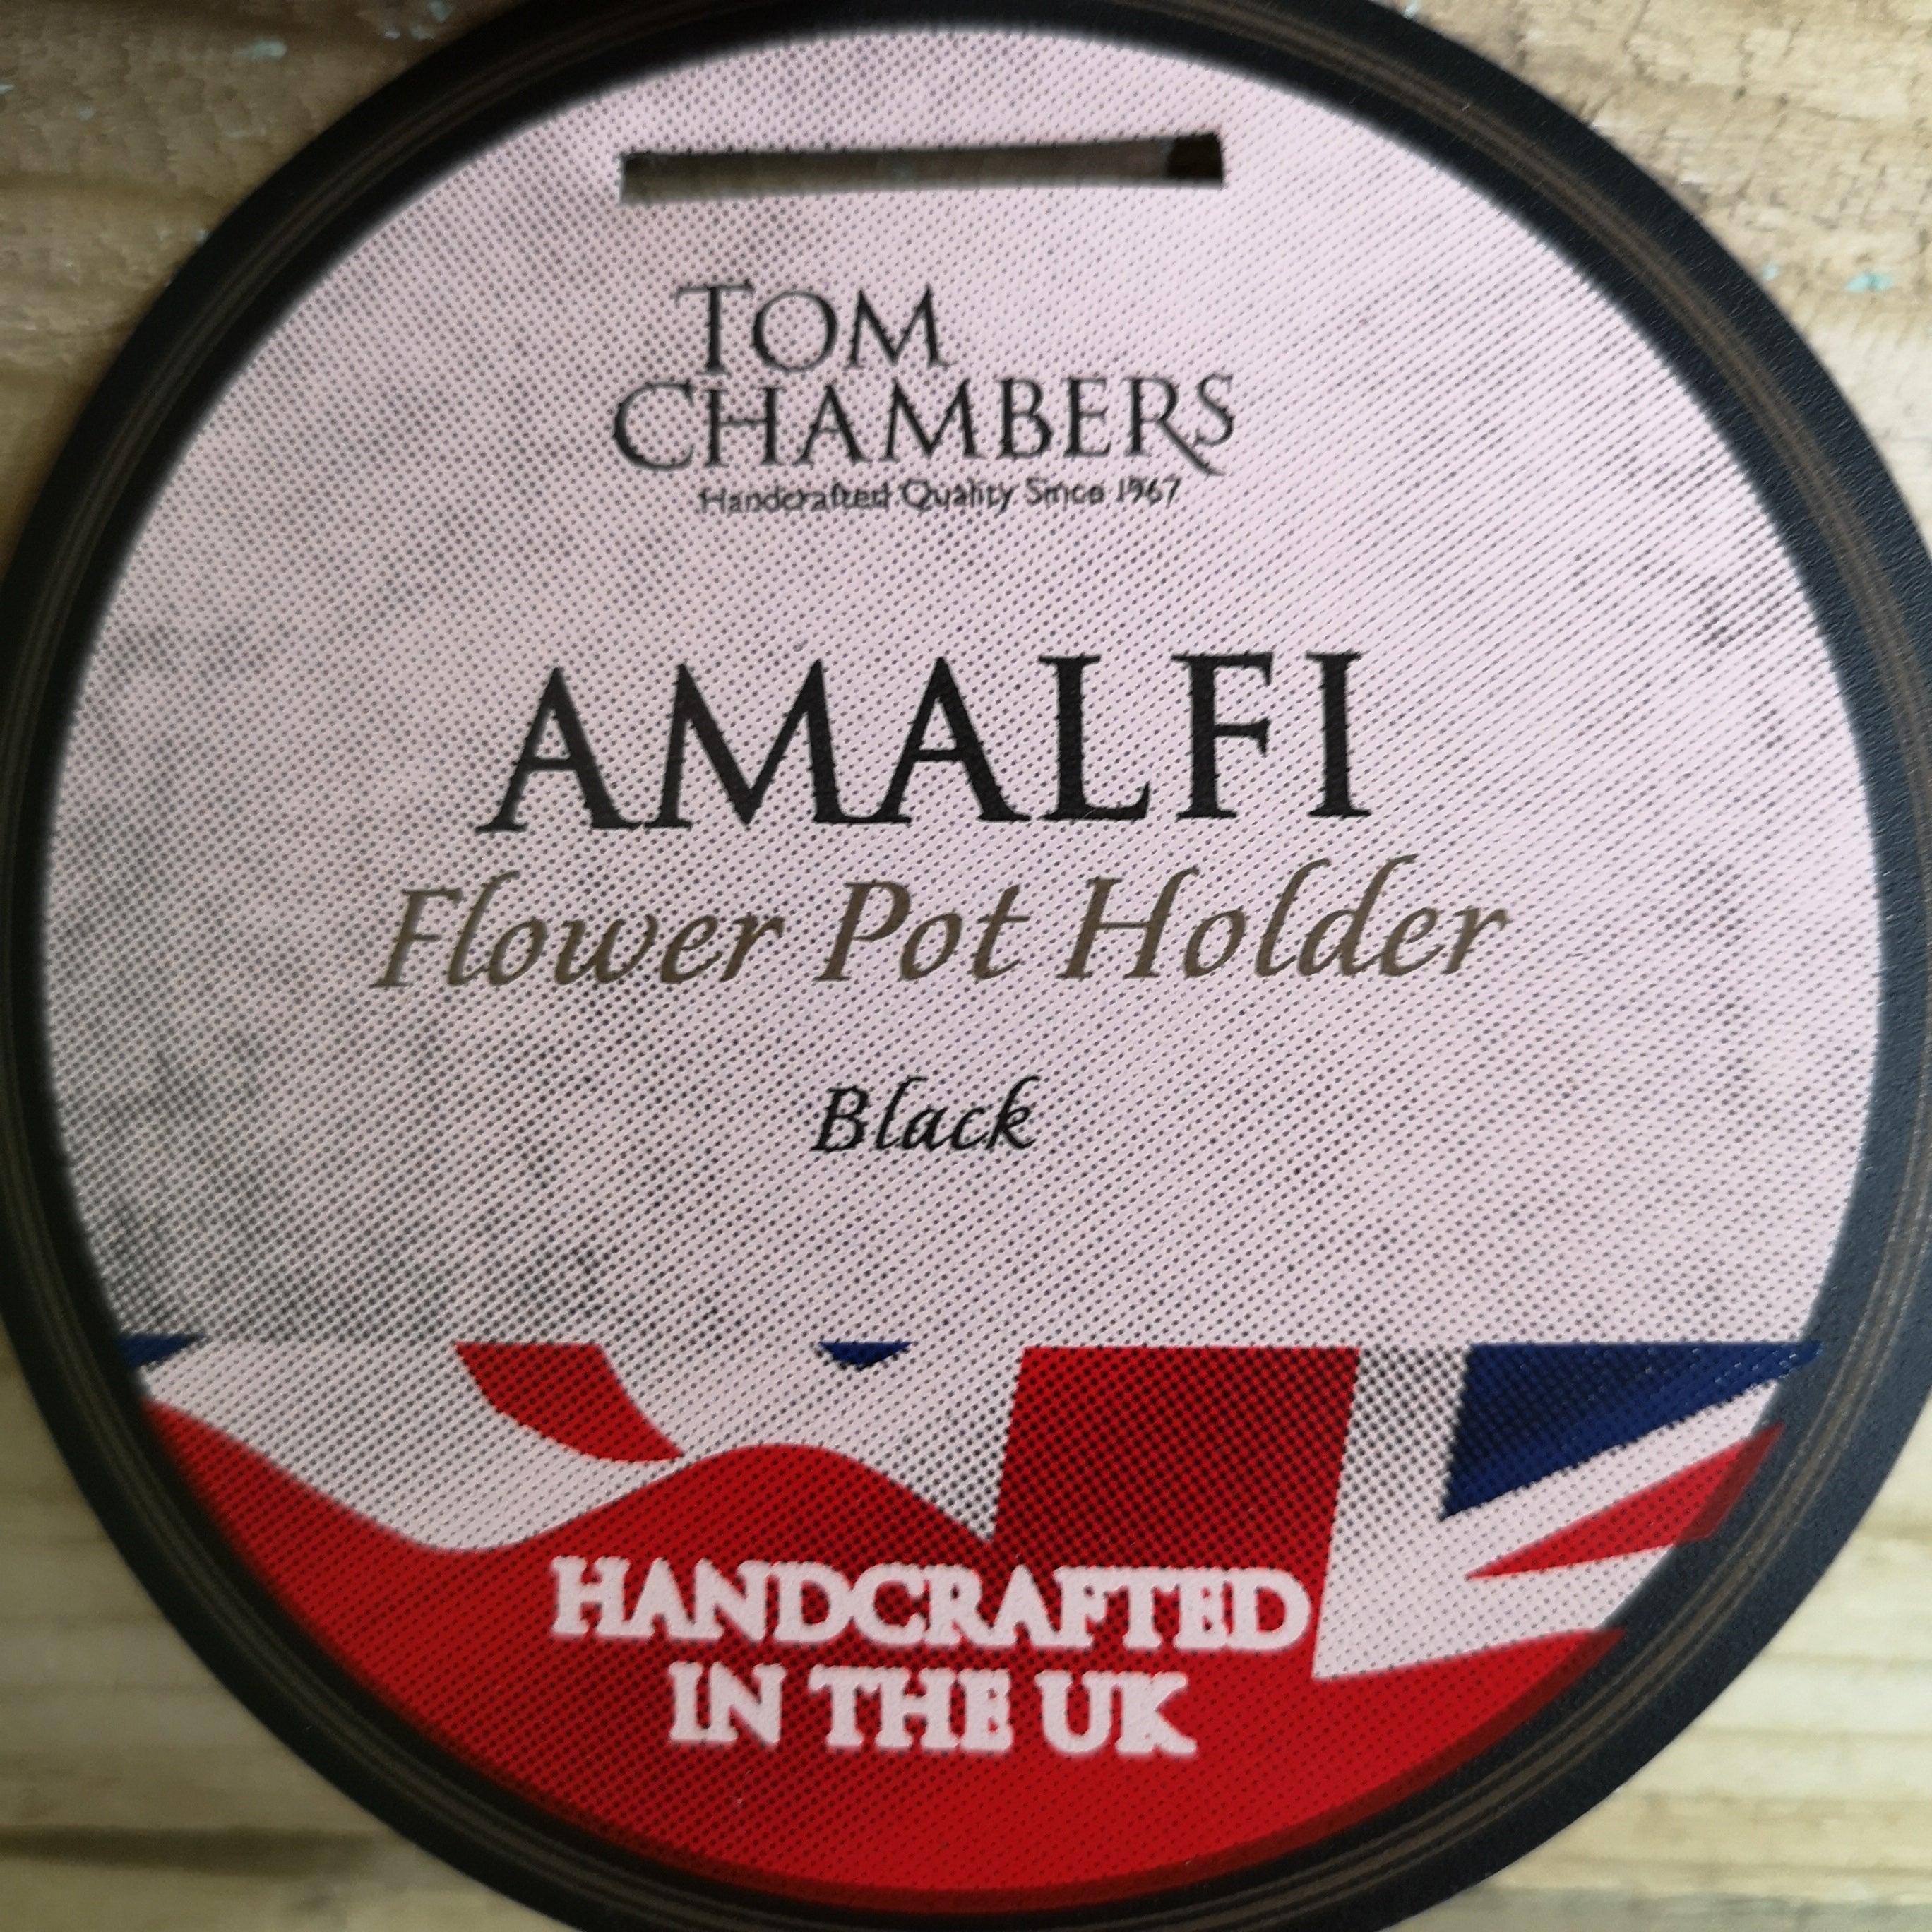 TOM
CHAMBERS
Handcrafted Quality Since 1967
AMALFI
Flower Pot Holder
Black
HANDCRAFTED
IN THE UK